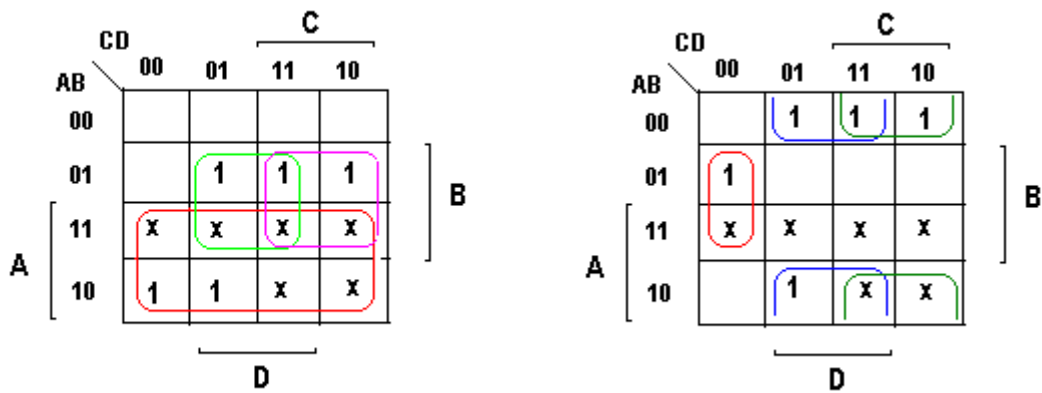 C C
CD CD
00 01 11 10 00 01 11 10
AB AB
00 00 1 1 1
01 1 1 1 B 01 1 B
11 x x x x 11 x x x x
A A
10 1 1 x x 10 1 x x
D D